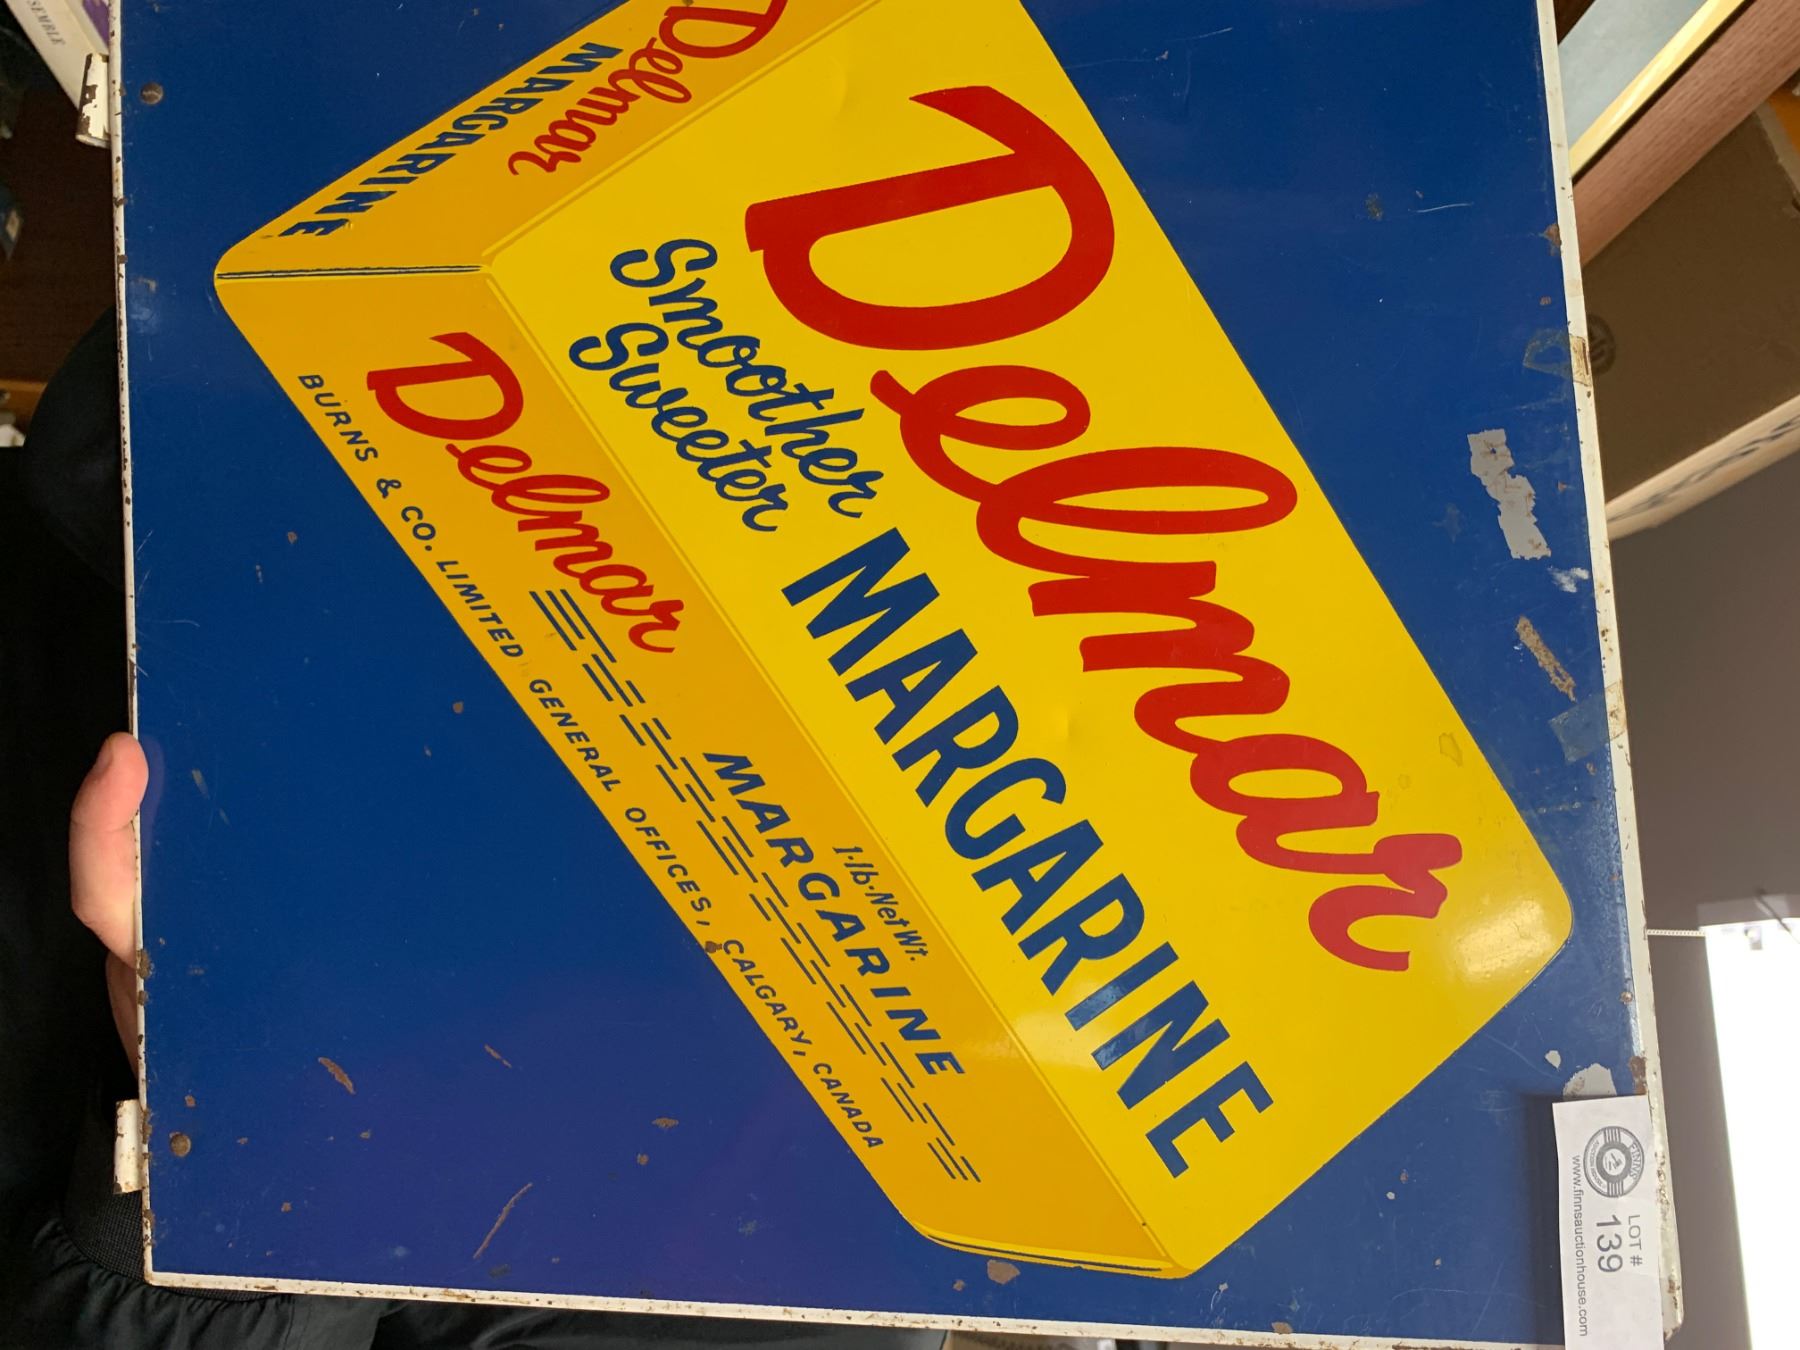 Delmar
Smoother
Sweeter
MARGARINE
Delmar
MARGARINE
Delmar
1-lb-Net Wt.
MARGARINE
BURNS & CO. LIMITED GENERAL OFFICES, CALGARY, CANADA
LOT #
139
FINNS
www.finnsauctionhouse.com